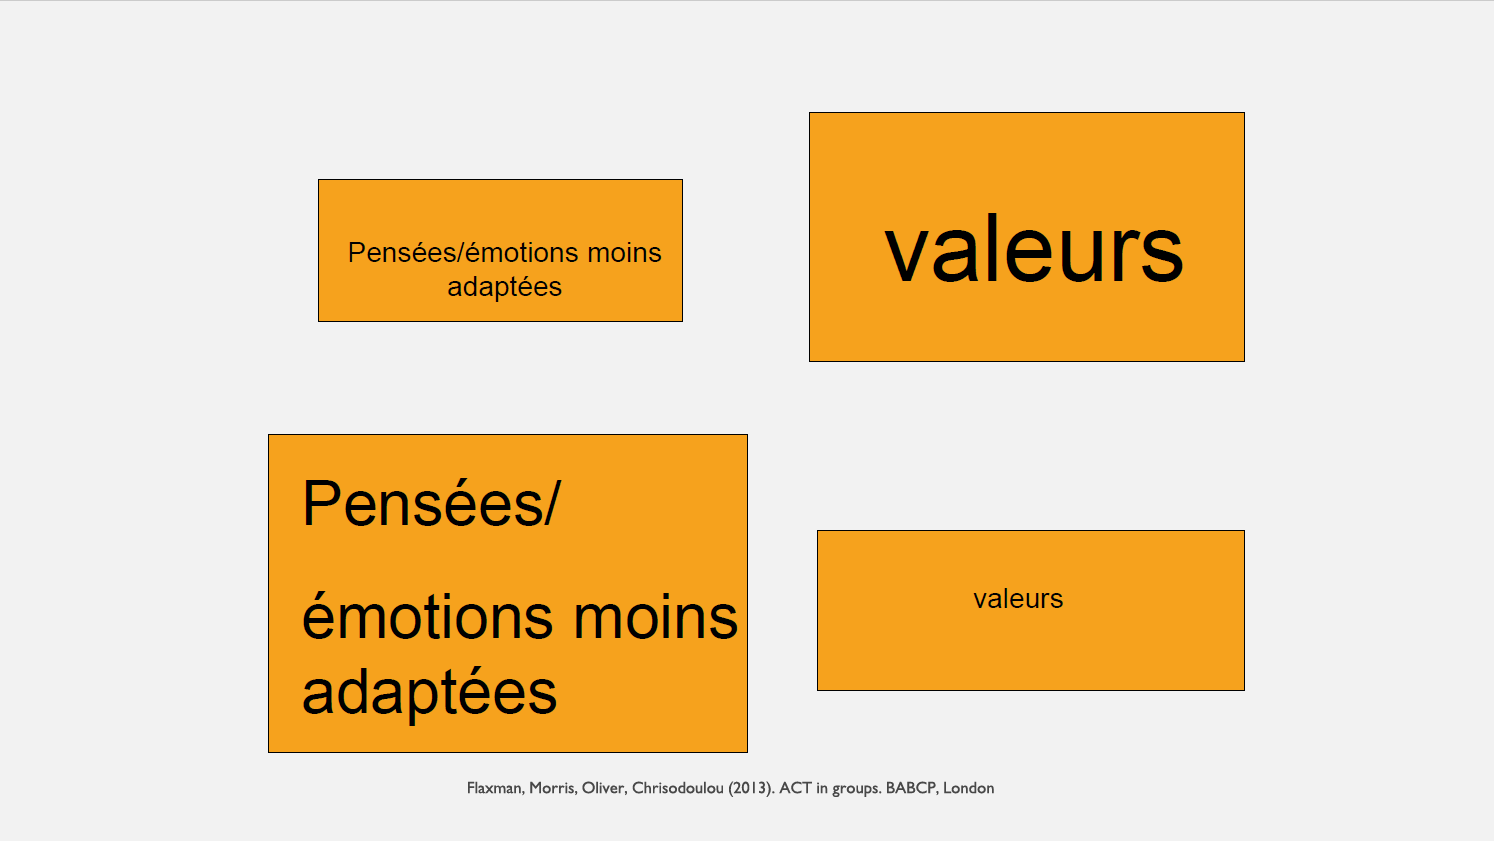 Pensées/émotions moins
adaptées
valeurs
Pensées/
émotions moins
adaptées
valeurs
Flaxman, Morris, Oliver, Chrisodoulou (2013). ACT in groups. BABCP, London